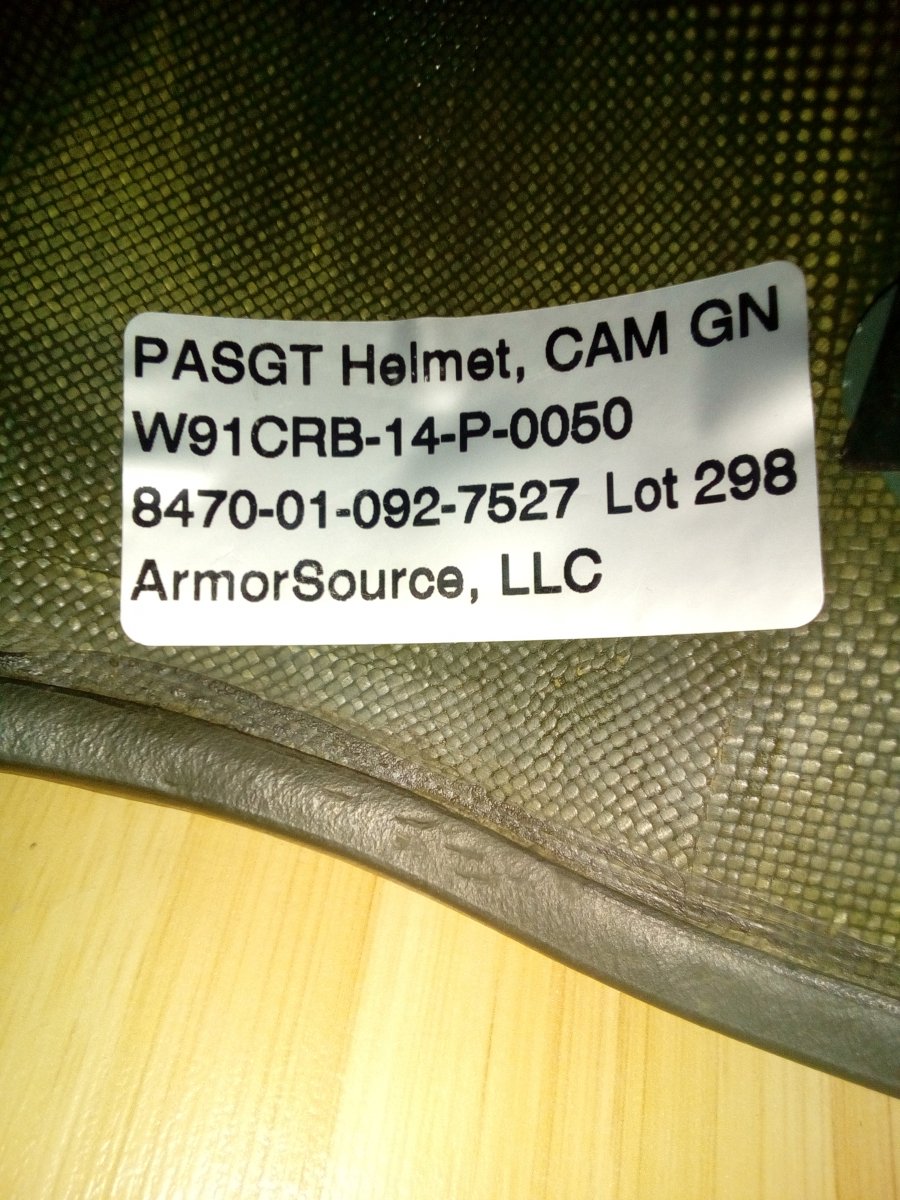 PASGT Helmet, CAM GN
W91CRB-14-P-0050
8470-01-092-7527 Lot 298
ArmorSource, LLC